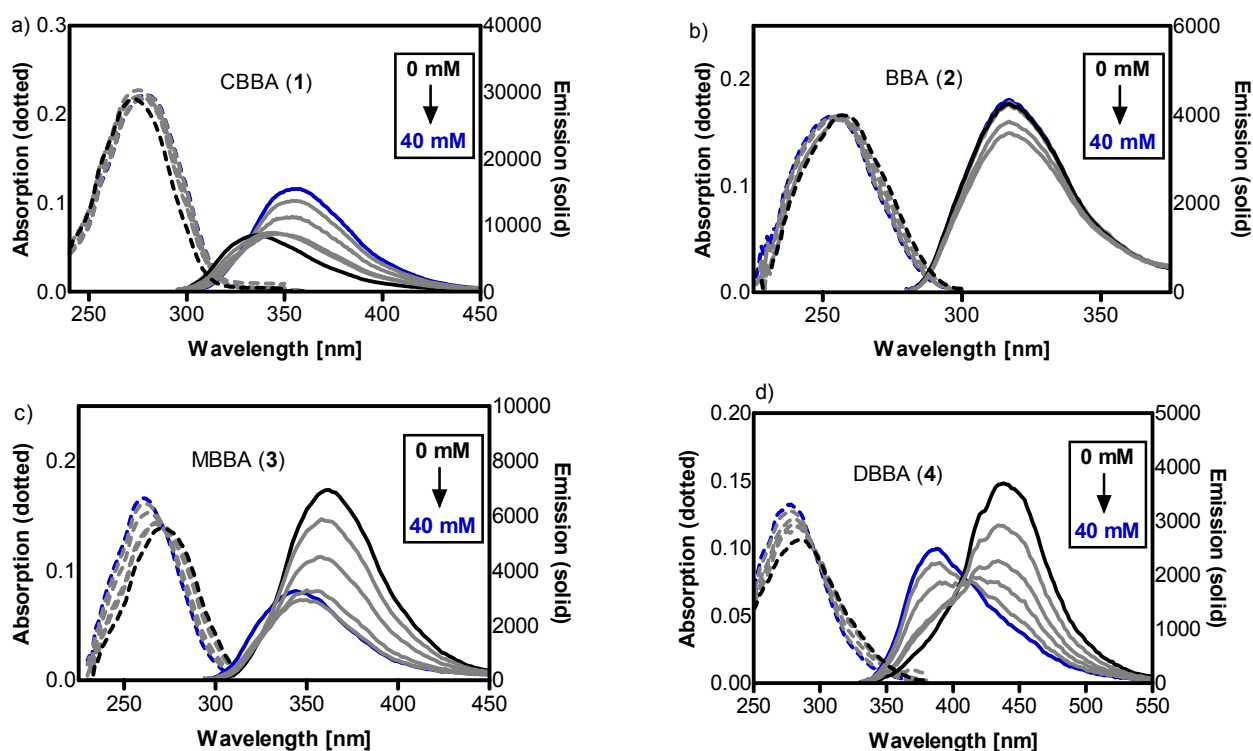 a)
CBBA (1)
0 mM
40 mM
Absorption (dotted)
0.3
0.2
0.1
0.0
Emission (solid)
40000
30000
20000
10000
0
250 300 350 400 450
Wavelength [nm]
b)
BBA (2)
0 mM
40 mM
Absorption (dotted)
0.2
0.1
0.0
Emission (solid)
6000
4000
2000
0
250 300 350
Wavelength [nm]
c)
MBBA (3)
0 mM
40 mM
Absorption (dotted)
0.2
0.1
0.0
Emission (solid)
10000
8000
6000
4000
2000
0
250 300 350 400 450
Wavelength [nm]
d)
DBBA (4)
0 mM
40 mM
Absorption (dotted)
0.20
0.15
0.10
0.05
0.00
Emission (solid)
5000
4000
3000
2000
1000
0
250 300 350 400 450 500 550
Wavelength [nm]